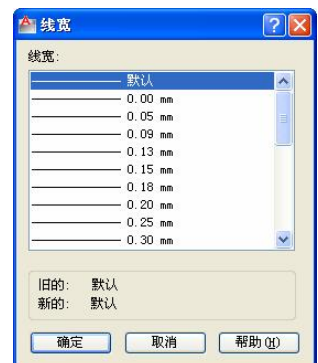 线宽
线宽:
默认
0.00 mm
0.05 mm
0.09 mm
0.13 mm
0.15 mm
0.18 mm
0.20 mm
0.25 mm
0.30 mm
旧的: 默认
新的: 默认
确定 取消 帮助(H)